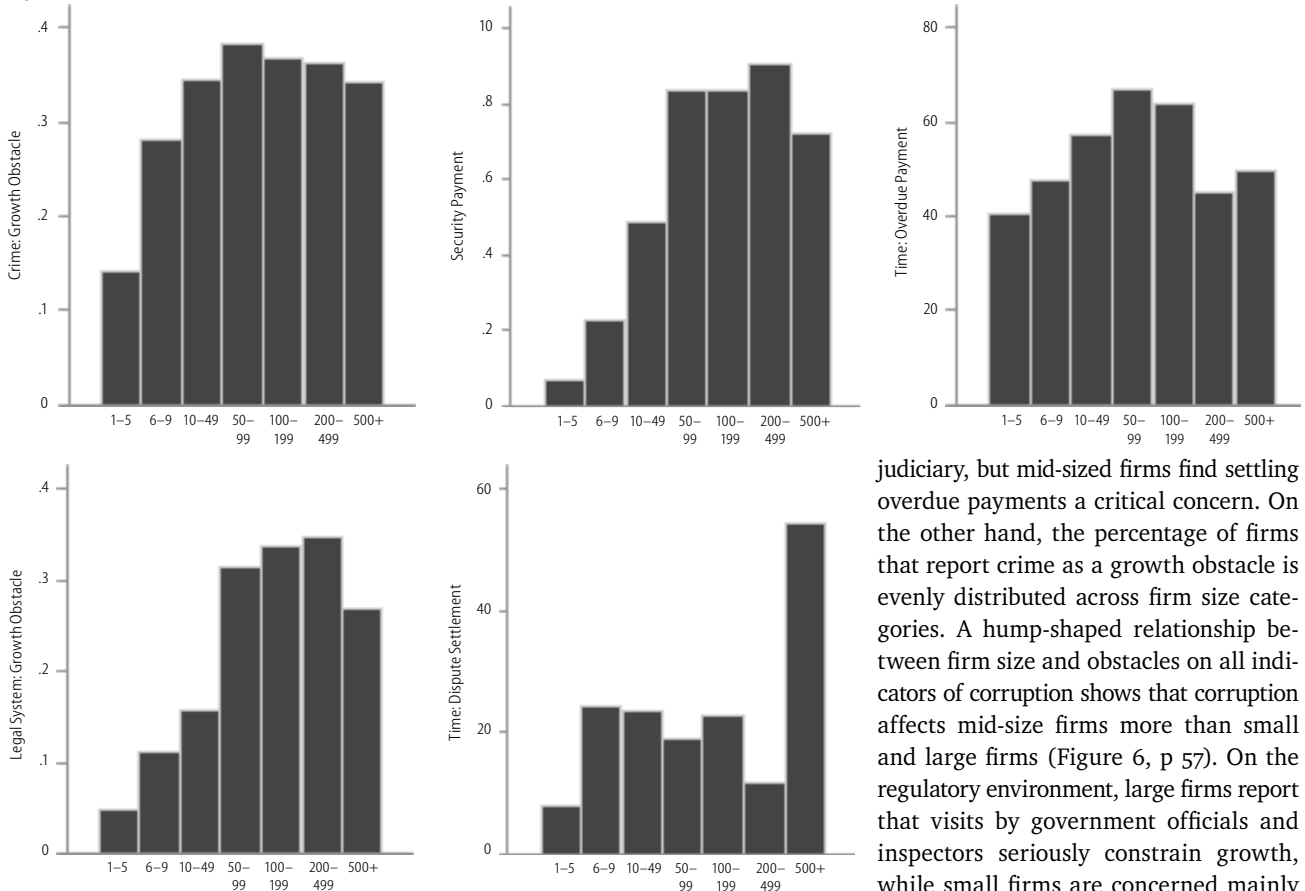 .4
.3
.2
.1
0
Crime: Growth Obstacle
1–5 6–9 10–49 50– 100– 200– 500+
99 199 499
10
.8
.6
.4
.2
0
Security Payment
1–5 6–9 10–49 50– 100– 200– 500+
99 199 499
80
60
40
20
0
Time: Overdue Payment
1–5 6–9 10–49 50– 100– 200– 500+
99 199 499
.4
.3
.2
.1
0
Legal System: Growth Obstacle
1–5 6–9 10–49 50– 100– 200– 500+
99 199 499
60
40
20
0
Time: Dispute Settlement
1–5 6–9 10–49 50– 100– 200– 500+
99 199 499
judiciary, but mid-sized firms find settling
overdue payments a critical concern. On
the other hand, the percentage of firms
that report crime as a growth obstacle is
evenly distributed across firm size cate-
gories. A hump-shaped relationship be-
tween firm size and obstacles on all indi-
cators of corruption shows that corruption
affects mid-size firms more than small
and large firms (Figure 6, p 57). On the
regulatory environment, large firms report
that visits by government officials and
inspectors seriously constrain growth,
while small firms are concerned mainly